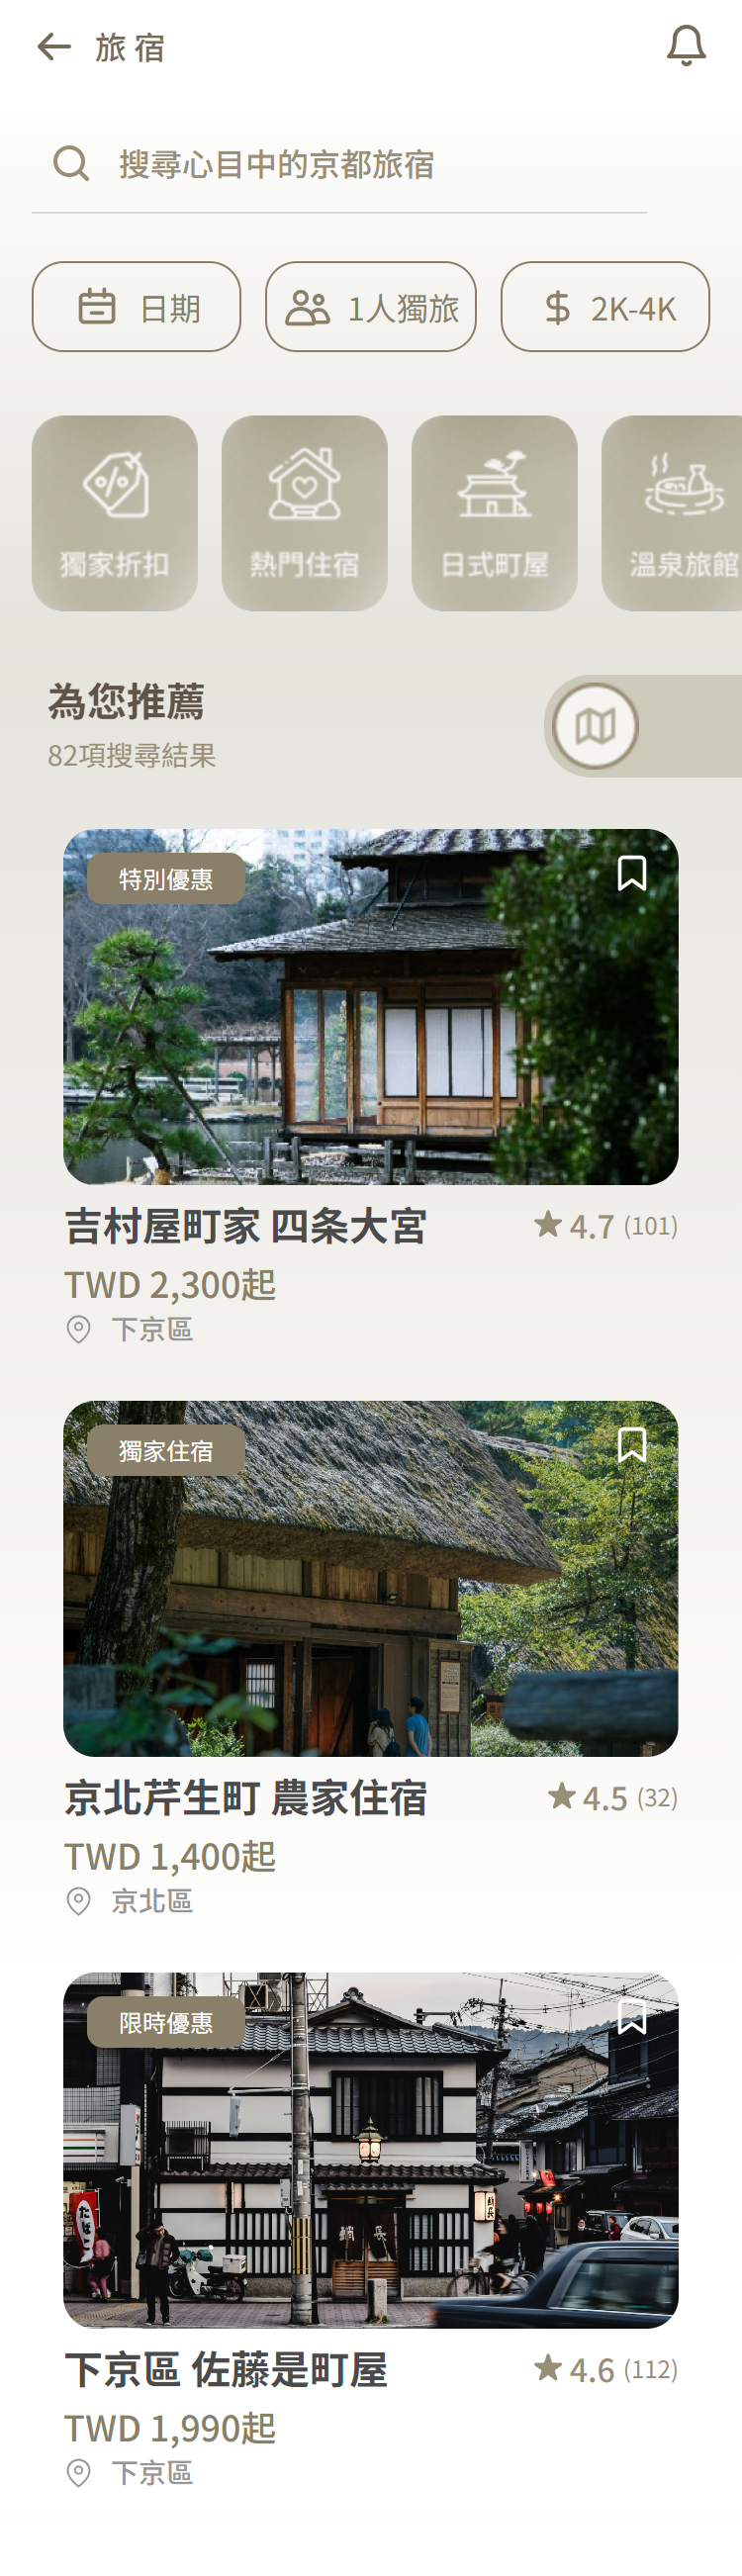 旅宿
搜尋心目中的京都旅宿
日期
1人獨旅
2K-4K
獨家折扣
熱門住宿
日式町屋
溫泉旅館
為您推薦
82項搜尋結果
特別優惠
吉村屋町家 四条大宮
4.7 (101)
TWD 2,300起
下京區
獨家住宿
京北芹生町 農家住宿
4.5 (32)
TWD 1,400起
京北區
限時優惠
たばこ
下京區 佐藤是町屋
4.6 (112)
TWD 1,990起
下京區